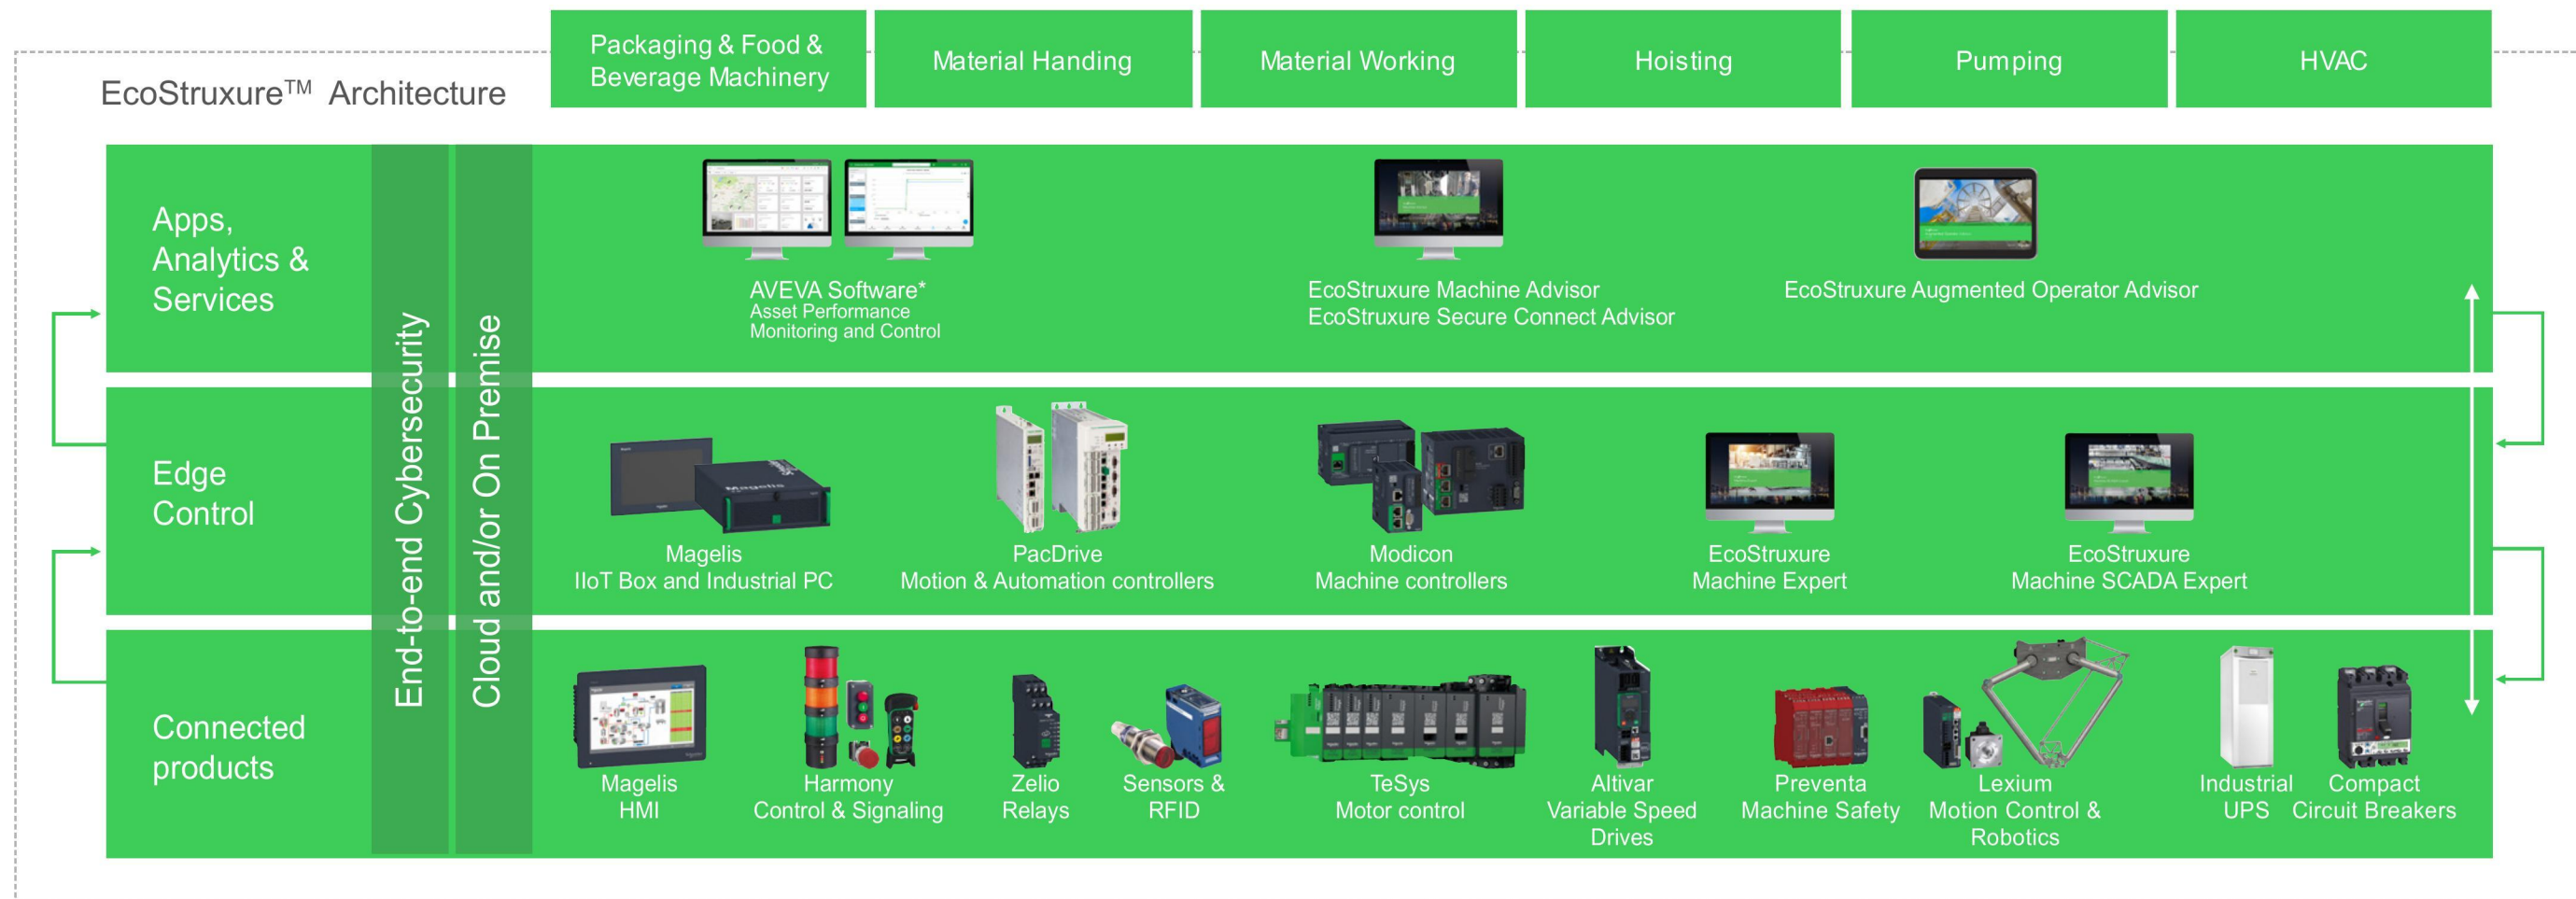 Packaging & Food &
Beverage Machinery
Material Handing
Material Working
Hoisting
Pumping
HVAC
EcoStruxure™ Architecture
Apps,
Analytics &
Services
End-to-end Cybersecurity
Cloud and/or On Premise
AVEVA Software*
Asset Performance
Monitoring and Control
EcoStruxure Machine Advisor
EcoStruxure Secure Connect Advisor
EcoStruxure Augmented Operator Advisor
Edge
Control
Magelis
Magelis
IIoT Box and Industrial PC
PacDrive
Motion & Automation controllers
Modicon
Machine controllers
EcoStruxure
Machine Expert
EcoStruxure
Machine SCADA Expert
Connected
products
Magelis
HMI
Harmony
Control & Signaling
Zelio
Relays
Sensors &
RFID
TeSys
Motor control
Altivar
Variable Speed
Drives
Preventa
Machine Safety
Lexium
Motion Control &
Robotics
Industrial
UPS
Compact
Circuit Breakers